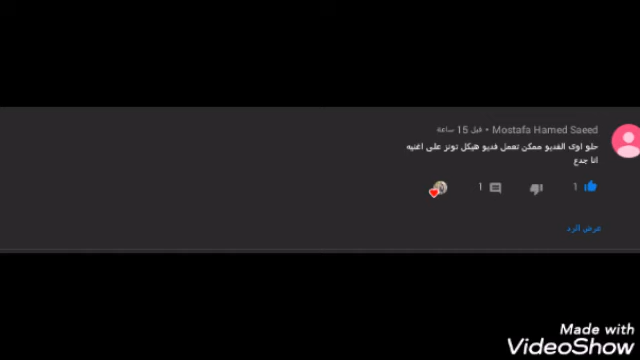 Mostafa Hamed Saeed • قبل 15 ساعة
حلو اوى الفديو ممكن تعمل فديو هيكل تونز على اغنيه
انا جدع
1
1
عرض الرد
Made with
VideoShow